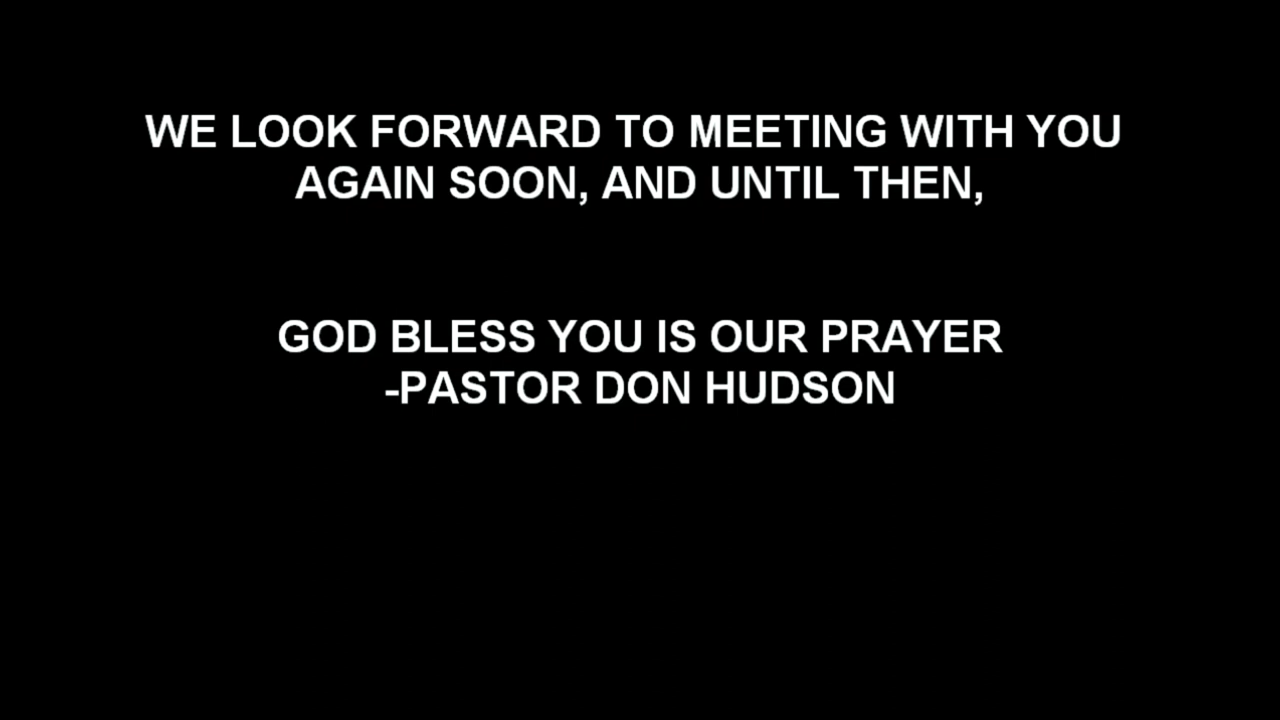 WE LOOK FORWARD TO MEETING WITH YOU
AGAIN SOON, AND UNTIL THEN,
GOD BLESS YOU IS OUR PRAYER
-PASTOR DON HUDSON